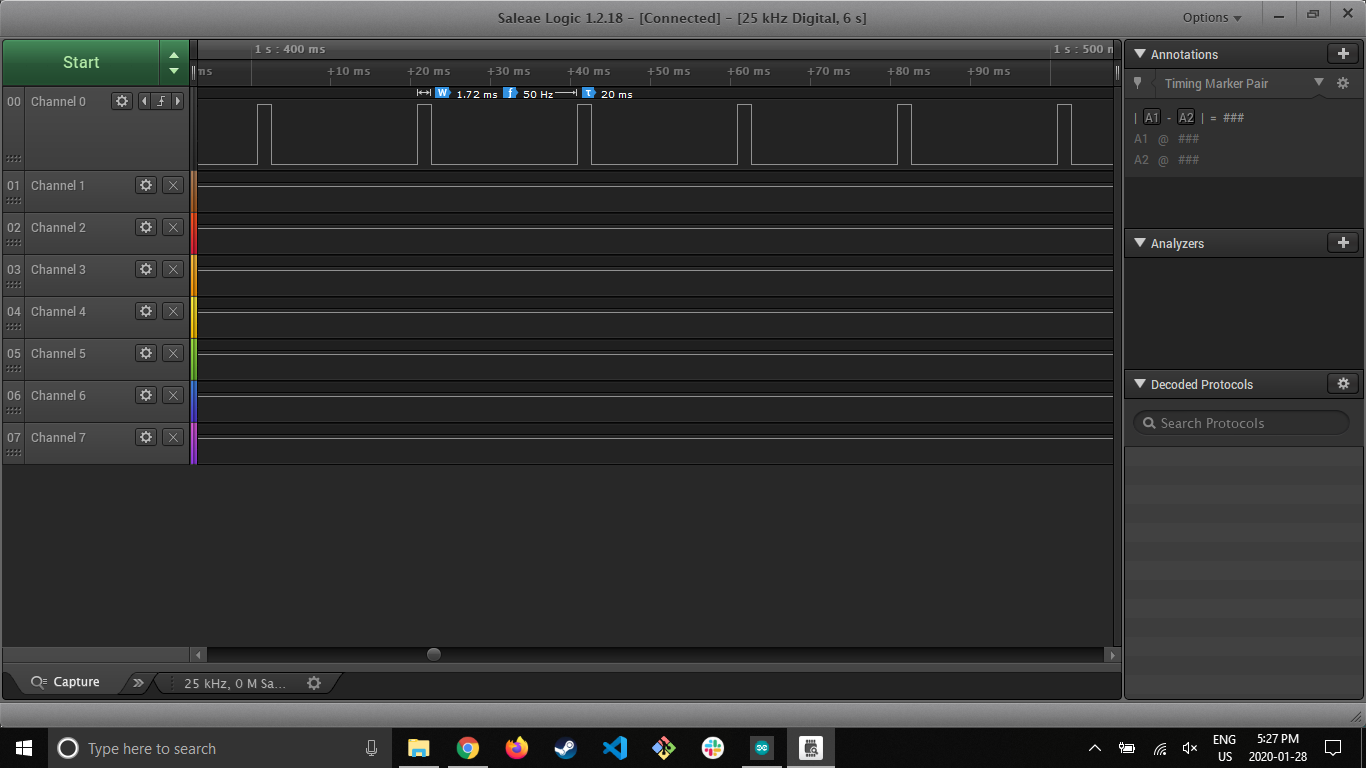 Saleae Logic 1.2.18 - [Connected] - [25 kHz Digital, 6 s]
Options
Start
1 s : 400 ms
1 s : 500 m
ms
+10 ms
+20 ms
+30 ms
+40 ms
+50 ms
+60 ms
+70 ms
+80 ms
+90 ms
00 Channel 0
W 1.72 ms f 50 Hz τ 20 ms
01 Channel 1
02 Channel 2
03 Channel 3
04 Channel 4
05 Channel 5
06 Channel 6
07 Channel 7
Annotations
Timing Marker Pair
| A1 - A2 | = ###
A1 @ ###
A2 @ ###
Analyzers
Decoded Protocols
Search Protocols
Capture
25 kHz, 0 M Sa...
Type here to search
ENG
US
5:27 PM
2020-01-28